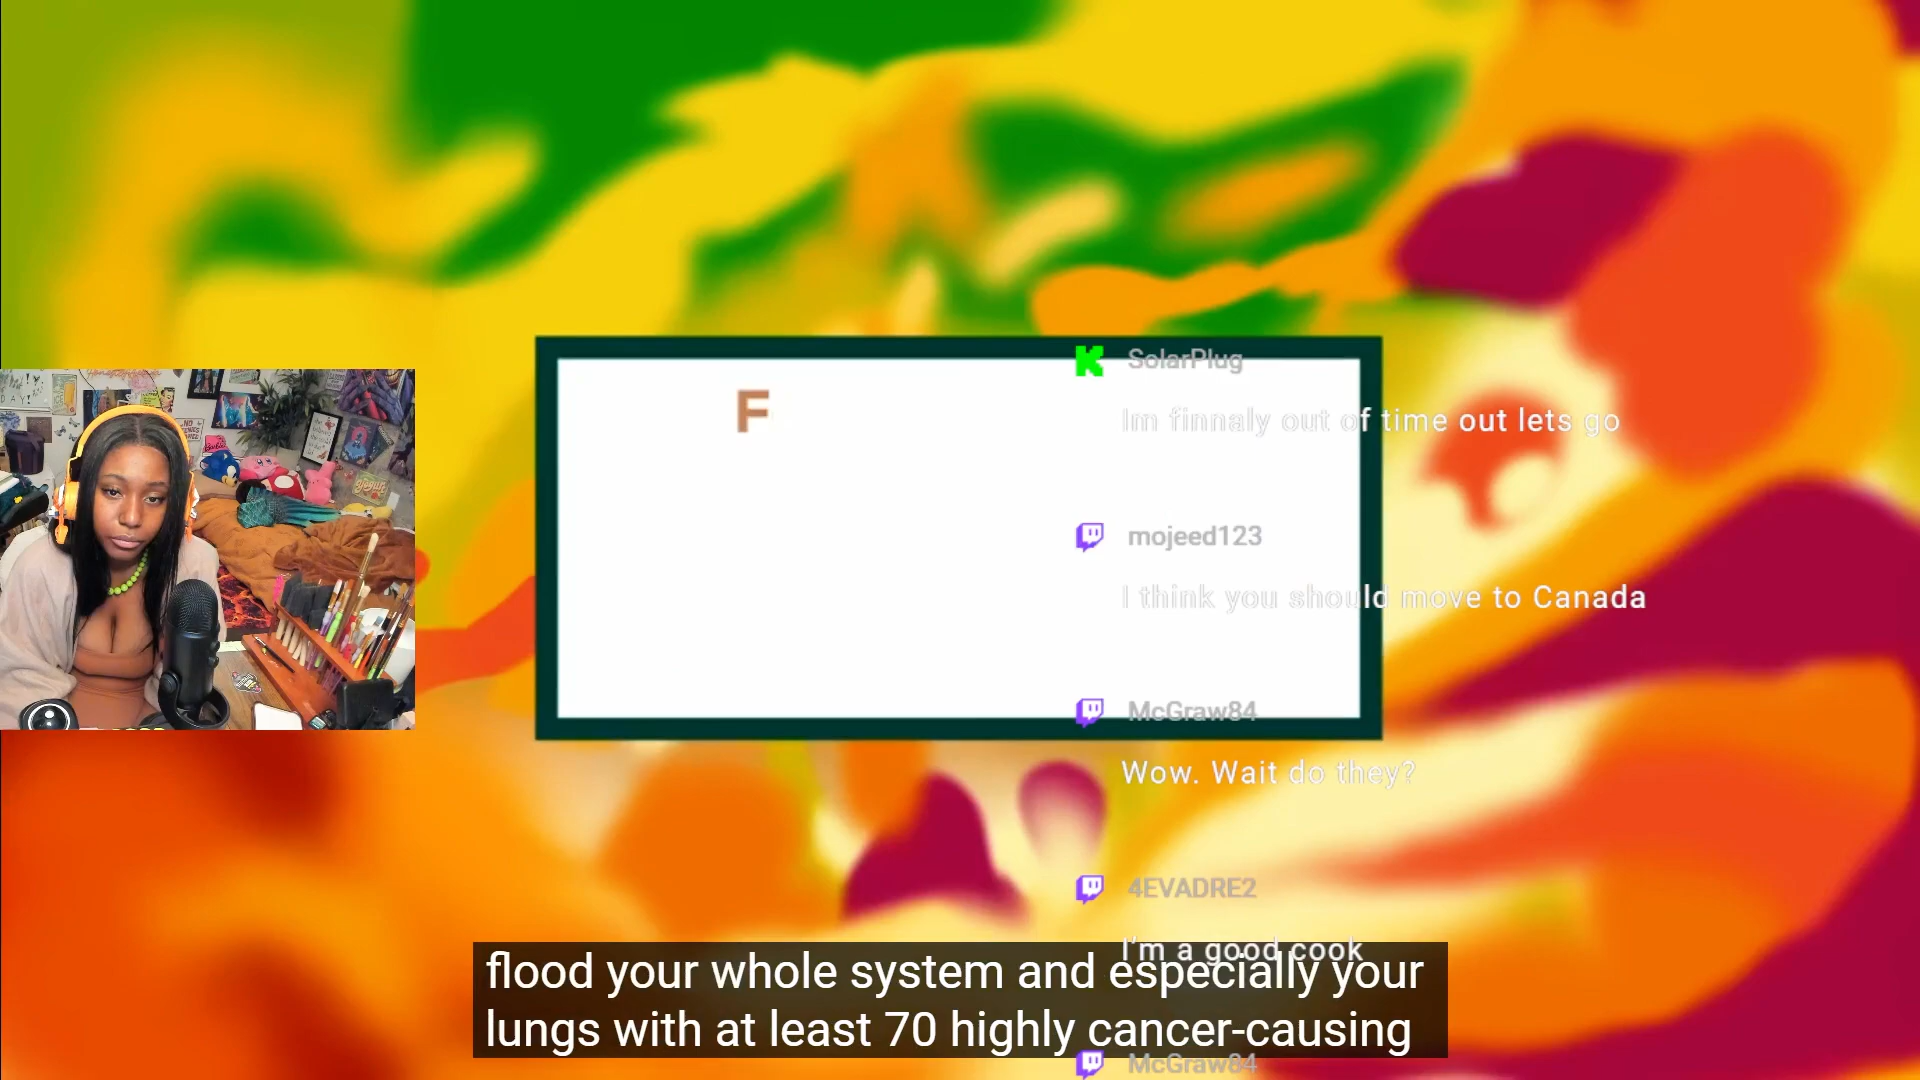 F
SolarPlug
Im finnaly out of time out lets go
mojeed123
I think you should move to Canada
McGraw84
Wow. Wait do they?
4EVADRE2
I'm a good cook
flood your whole system and especially your
lungs with at least 70 highly cancer-causing
McGraw84